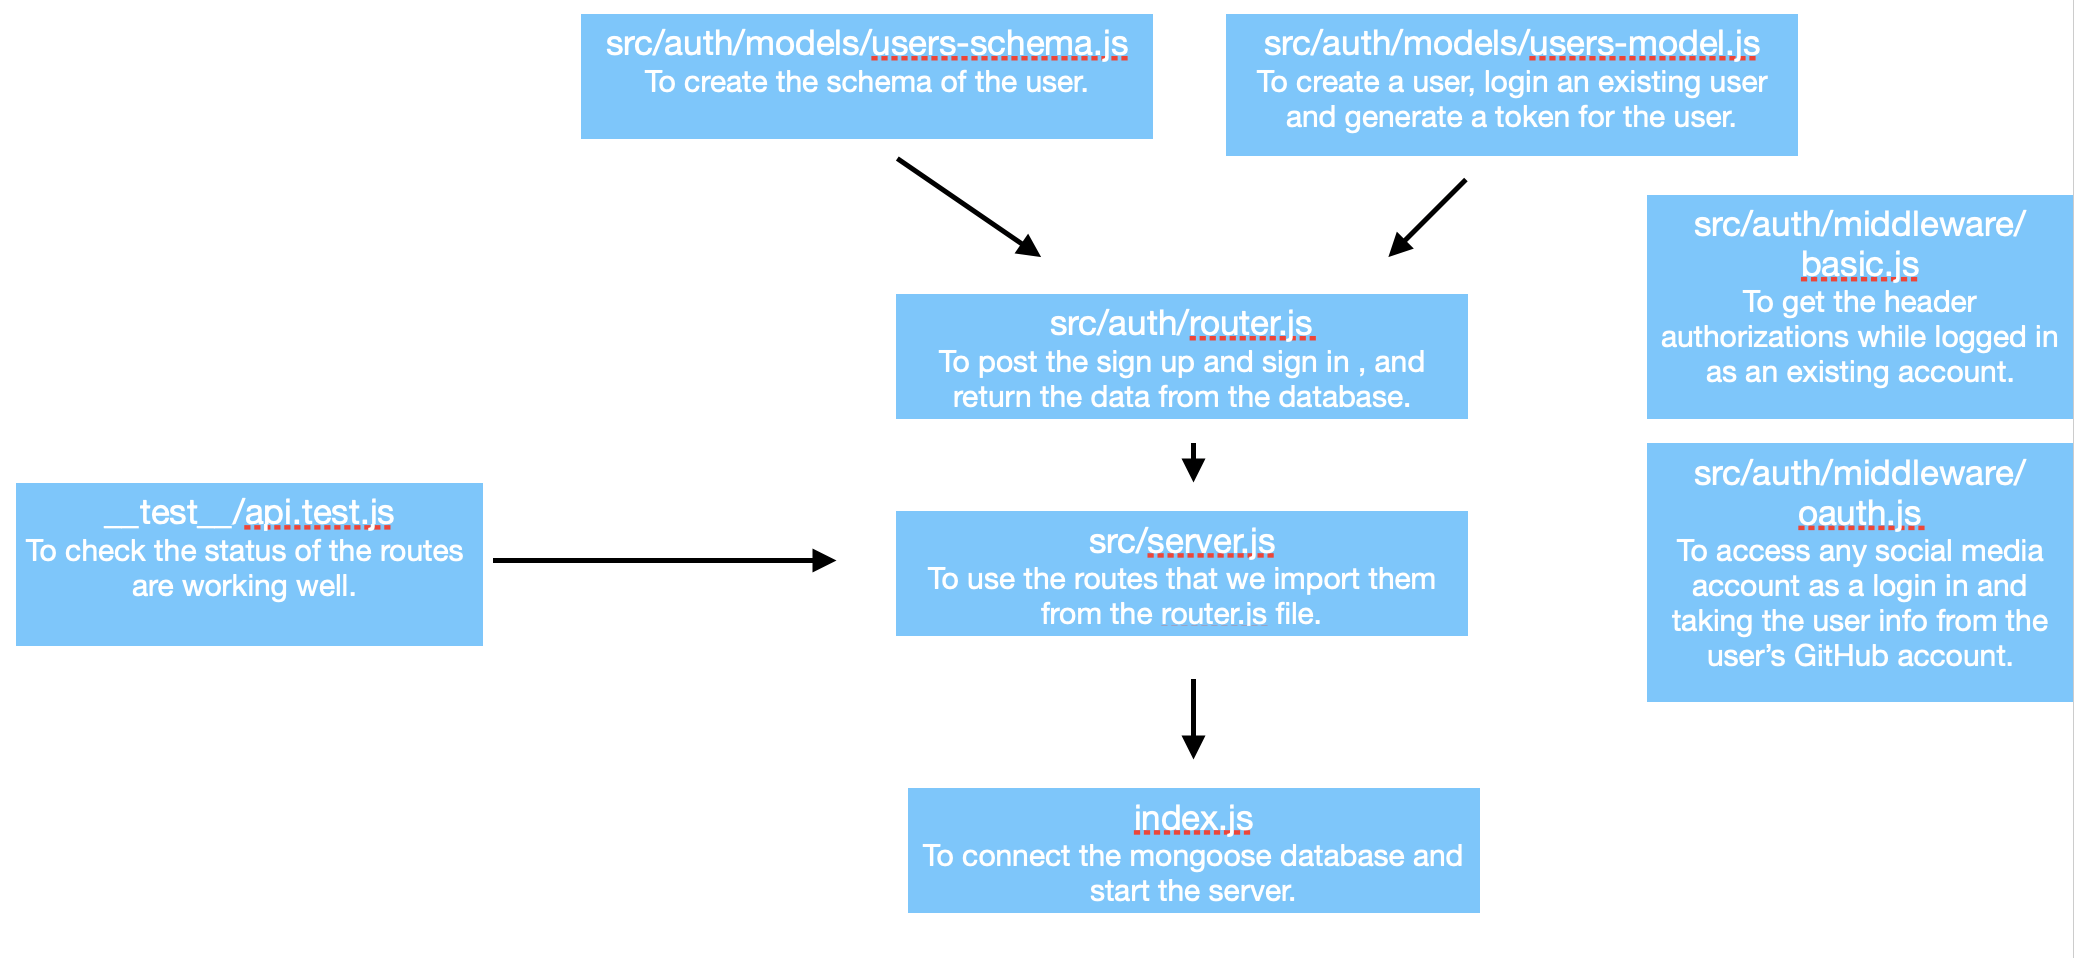 src/auth/models/users-schema.js
To create the schema of the user.
src/auth/models/users-model.js
To create a user, login an existing user
and generate a token for the user.
src/auth/middleware/
basic.js
To get the header
authorizations while logged in
as an existing account.
src/auth/router.js
To post the sign up and sign in , and
return the data from the database.
src/auth/middleware/
oauth.js
To access any social media
account as a login in and
taking the user info from the
user’s GitHub account.
__test__/api.test.js
To check the status of the routes
are working well.
src/server.js
To use the routes that we import them
from the router.js file.
index.js
To connect the mongoose database and
start the server.